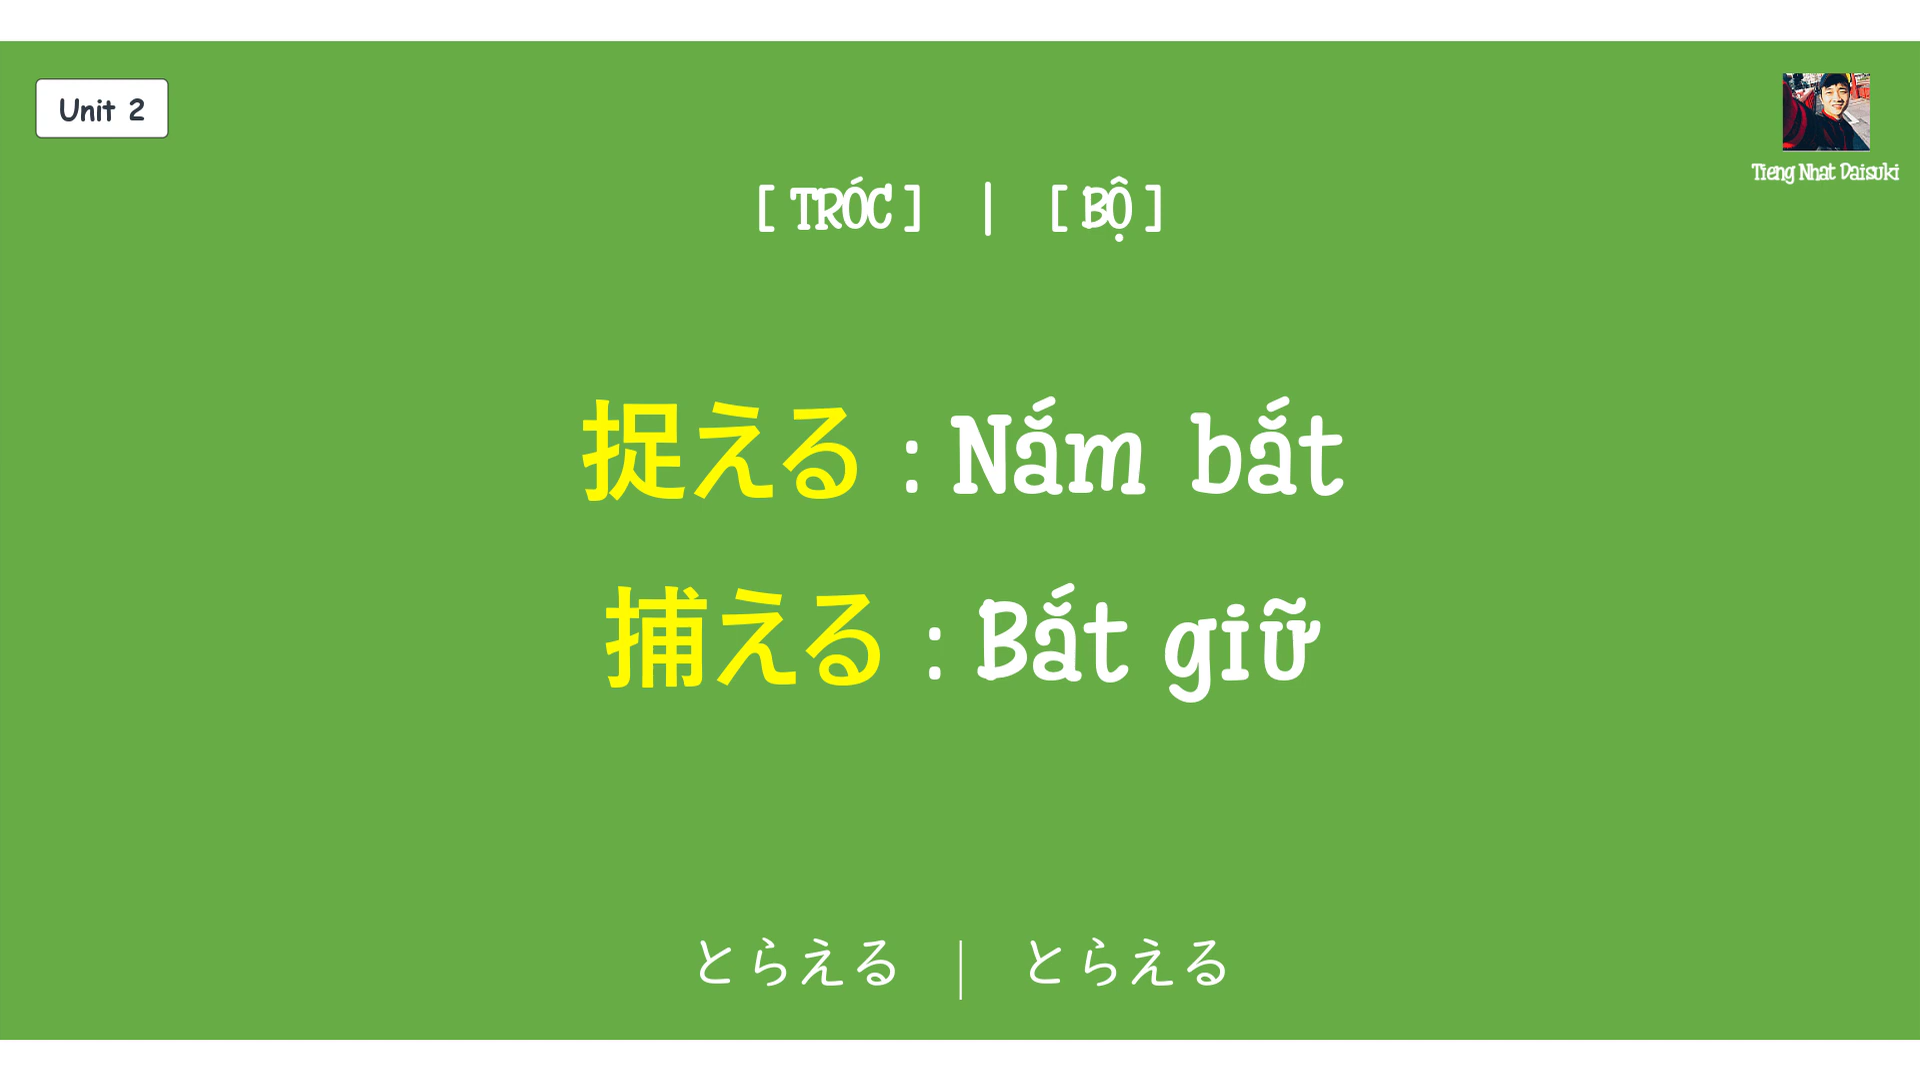 Unit 2
Tieng Nhat Daisuki
[ TRÓC ] | [ BỘ ]
捉える : Nắm bắt
捕える : Bắt giữ
とらえる | とらえる